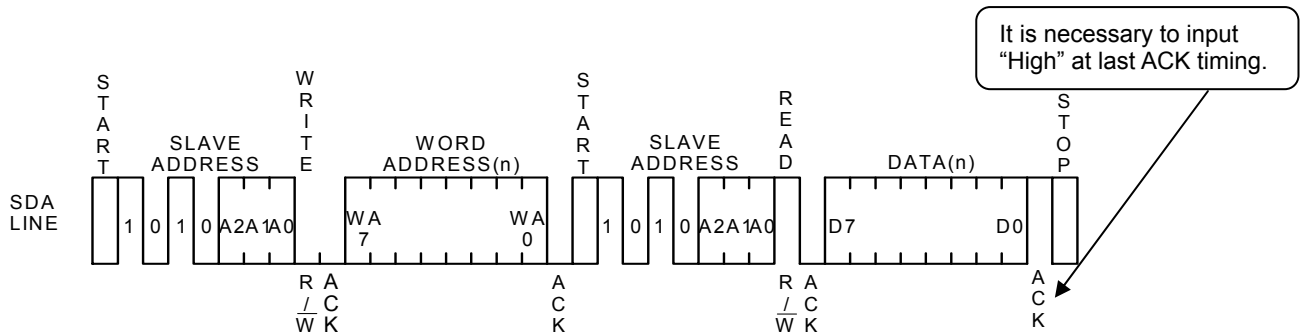 It is necessary to input
“High” at last ACK timing.
START
SLAVE
ADDRESS
WRITE
WORD
ADDRESS(n)
START
SLAVE
ADDRESS
READ
DATA(n)
STOP
SDA
LINE
1 0 1 0 A2 A1 A0
WA
7
WA
0
1 0 1 0 A2 A1 A0
D7
D0
R/W
ACK
ACK
R/W
ACK
ACK